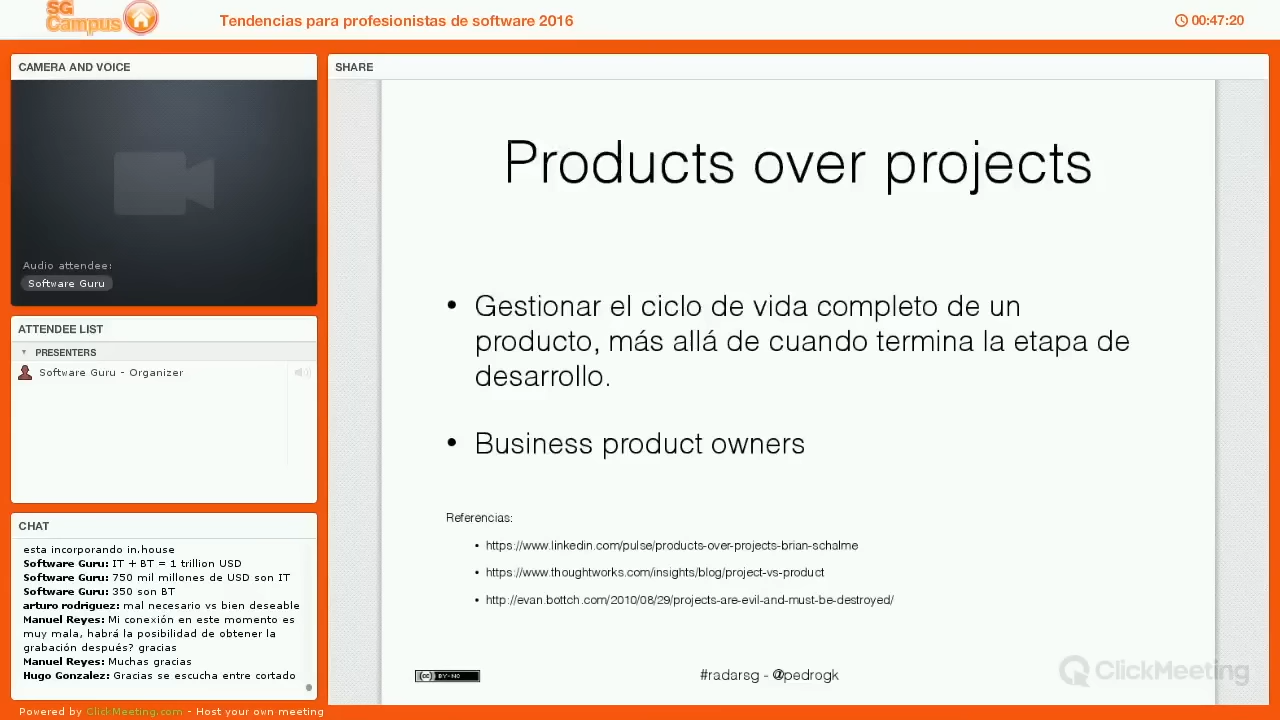 SG
Campus
Tendencias para profesionistas de software 2016
00:47:20
CAMERA AND VOICE
Audio attendee:
Software Guru
ATTENDEE LIST
PRESENTERS
Software Guru - Organizer
CHAT
esta incorporando in.house
Software Guru: IT + BT = 1 trillion USD
Software Guru: 750 mil millones de USD son IT
Software Guru: 350 son BT
arturo rodriguez: mal necesario vs bien deseable
Manuel Reyes: Mi conexión en este momento es
muy mala, habrá la posibilidad de obtener la
grabación después? gracias
Manuel Reyes: Muchas gracias
Hugo Gonzalez: Gracias se escucha entre cortado
SHARE
Products over projects
• Gestionar el ciclo de vida completo de un
producto, más allá de cuando termina la etapa de
desarrollo.
• Business product owners
Referencias:
• https://www.linkedin.com/pulse/products-over-projects-brian-schalme
• https://www.thoughtworks.com/insights/blog/project-vs-product
• http://evan.bottch.com/2010/08/29/projects-are-evil-and-must-be-destroyed/
cc
#radarsg - @pedrogk
ClickMeeting
Powered by ClickMeeting.com - Host your own meeting